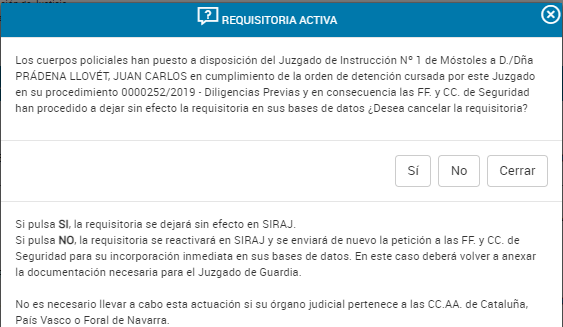 REQUISITORIA ACTIVA
Los cuerpos policiales han puesto a disposición del Juzgado de Instrucción Nº 1 de Móstoles a D./Dña
PRÁDENA LLOVÉT, JUAN CARLOS en cumplimiento de la orden de detención cursada por este Juzgado
en su procedimiento 0000252/2019 - Diligencias Previas y en consecuencia las FF. y CC. de Seguridad
han procedido a dejar sin efecto la requisitoria en sus bases de datos ¿Desea cancelar la requisitoria?
Sí No Cerrar
Si pulsa SI, la requisitoria se dejará sin efecto en SIRAJ.
Si pulsa NO, la requisitoria se reactivará en SIRAJ y se enviará de nuevo la petición a las FF. y CC. de
Seguridad para su incorporación inmediata en sus bases de datos. En este caso deberá volver a anexar
la documentación necesaria para el Juzgado de Guardia.
No es necesario llevar a cabo esta actuación si su órgano judicial pertenece a las CC.AA. de Cataluña,
País Vasco o Foral de Navarra.